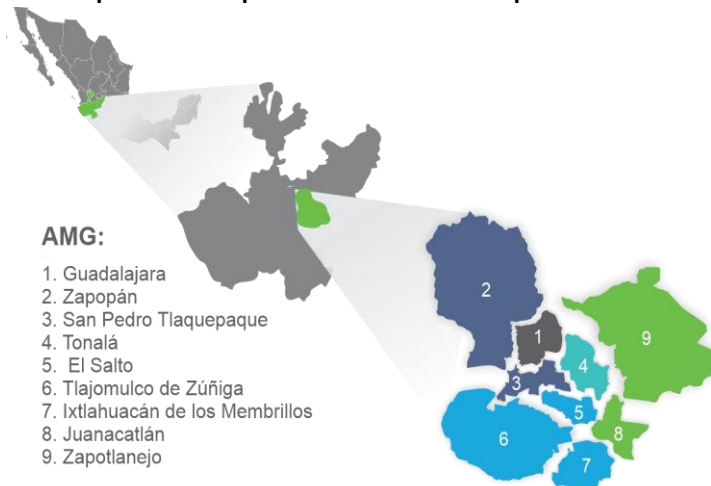 AMG:
1. Guadalajara
2. Zapopán
3. San Pedro Tlaquepaque
4. Tonalá
5. El Salto
6. Tlajomulco de Zúñiga
7. Ixtlahuacán de los Membrillos
8. Juanacatlán
9. Zapotlanejo
2
1
9
4
3
5
6
8
7